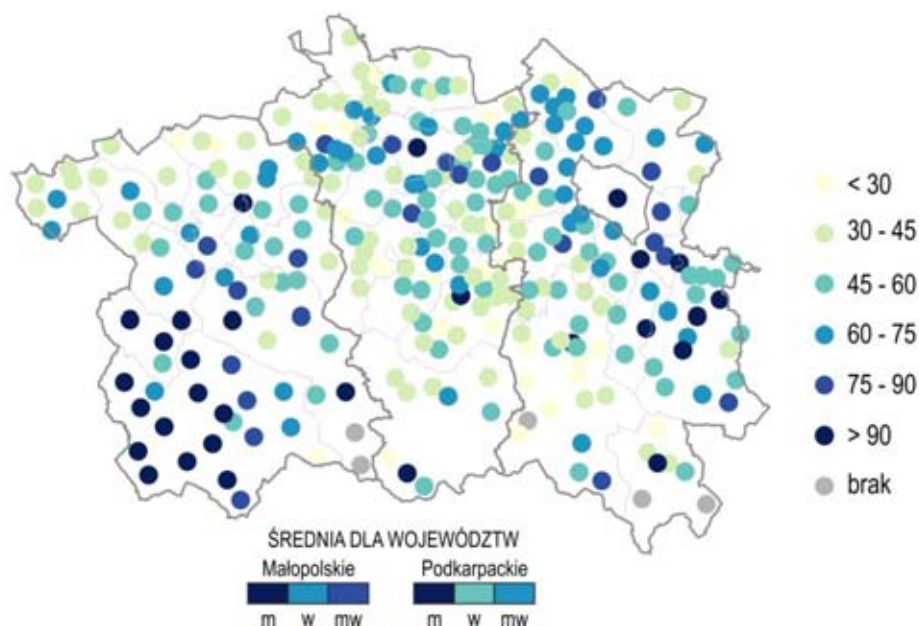 < 30
30 - 45
45 - 60
60 - 75
75 - 90
> 90
brak
ŚREDNIA DLA WOJEWÓDZTW
Małopolskie Podkarpackie
m w mw m w mw